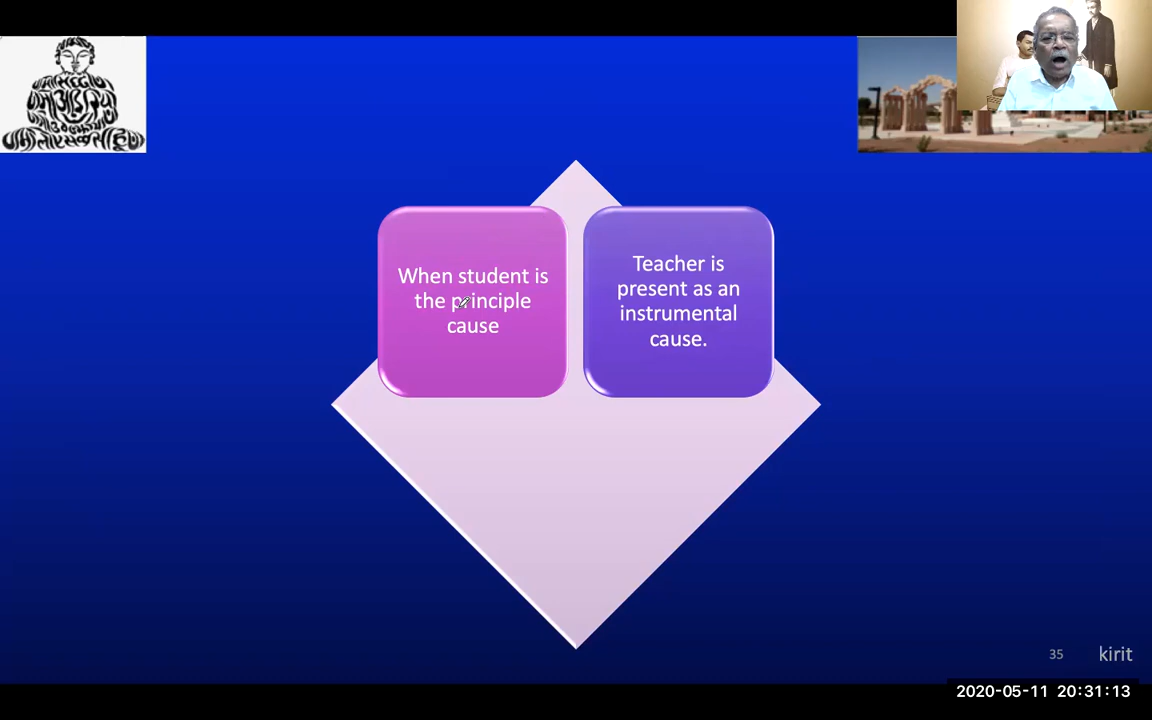 When student is
the principle
cause
Teacher is
present as an
instrumental
cause.
35
kirit
2020-05-11 20:31:13